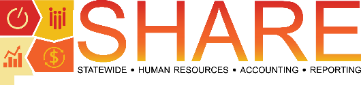 SHARE
STATEWIDE • HUMAN RESOURCES • ACCOUNTING • REPORTING